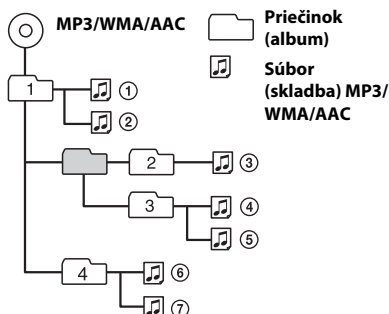 MP3/WMA/AAC
Priečinok
(album)
Súbor
(skladba) MP3/
WMA/AAC
1
①
②
2
③
3
④
⑤
4
⑥
⑦